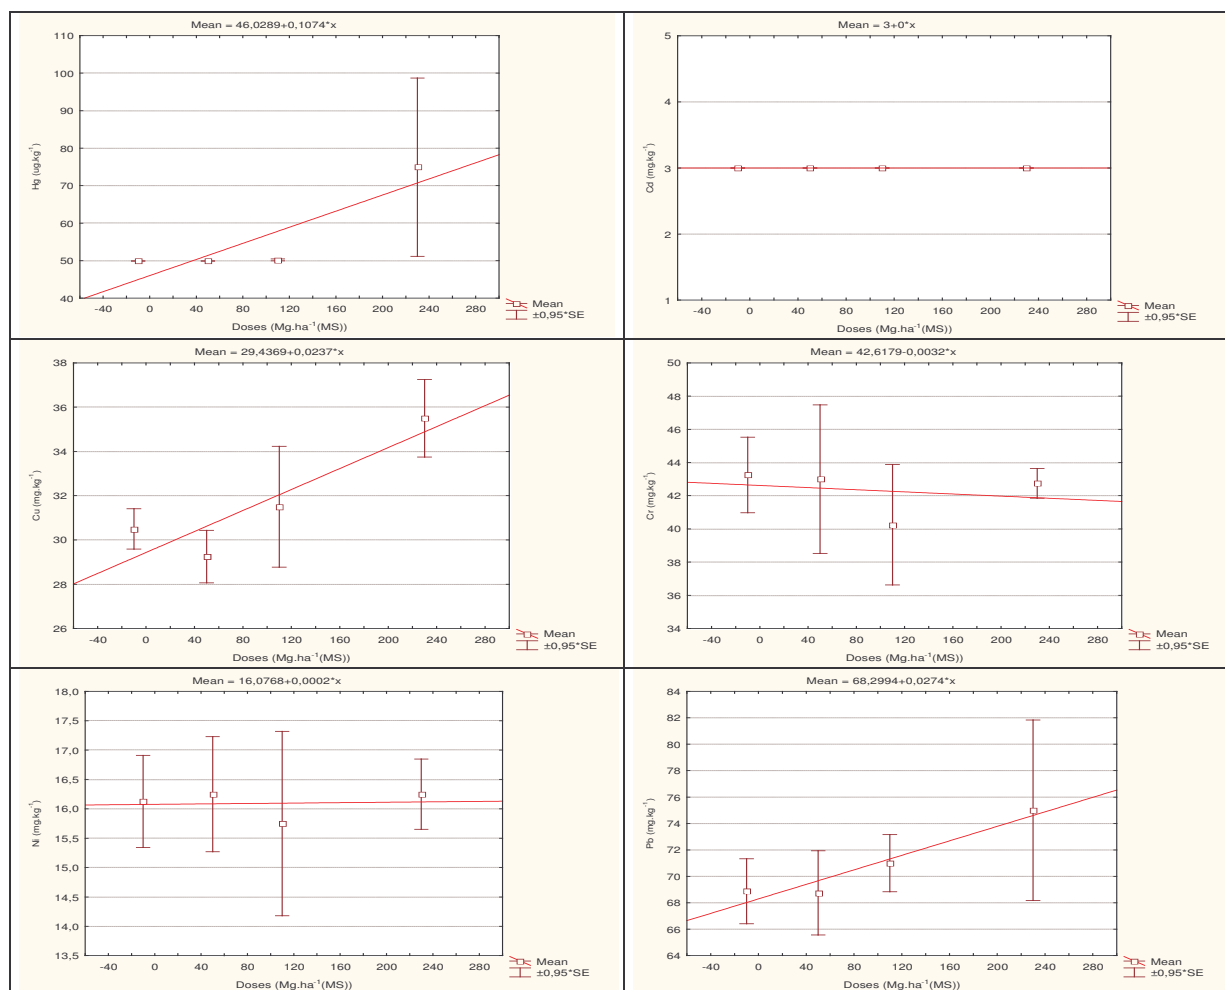 Mean = 46,0289+0,1074*x
110
100
90
80
70
60
50
40
Hg (ug.kg⁻¹)
-40 0 40 80 120 160 200 240 280
Doses (Mg.ha⁻¹(MS))
Mean
±0,95*SE
Mean = 3+0*x
5
4
3
2
1
Cd (mg.kg⁻¹)
-40 0 40 80 120 160 200 240 280
Doses (Mg.ha⁻¹(MS))
Mean
±0,95*SE
Mean = 29,4369+0,0237*x
38
36
34
32
30
28
26
Cu (mg.kg⁻¹)
-40 0 40 80 120 160 200 240 280
Doses (Mg.ha⁻¹(MS))
Mean
±0,95*SE
Mean = 42,6179-0,0032*x
50
48
46
44
42
40
38
36
34
Cr (mg.kg⁻¹)
-40 0 40 80 120 160 200 240 280
Doses (Mg.ha⁻¹(MS))
Mean
±0,95*SE
Mean = 16,0768+0,0002*x
18,0
17,5
17,0
16,5
16,0
15,5
15,0
14,5
14,0
13,5
Ni (mg.kg⁻¹)
-40 0 40 80 120 160 200 240 280
Doses (Mg.ha⁻¹(MS))
Mean
±0,95*SE
Mean = 68,2994+0,0274*x
84
82
80
78
76
74
72
70
68
66
64
Pb (mg.kg⁻¹)
-40 0 40 80 120 160 200 240 280
Doses (Mg.ha⁻¹(MS))
Mean
±0,95*SE